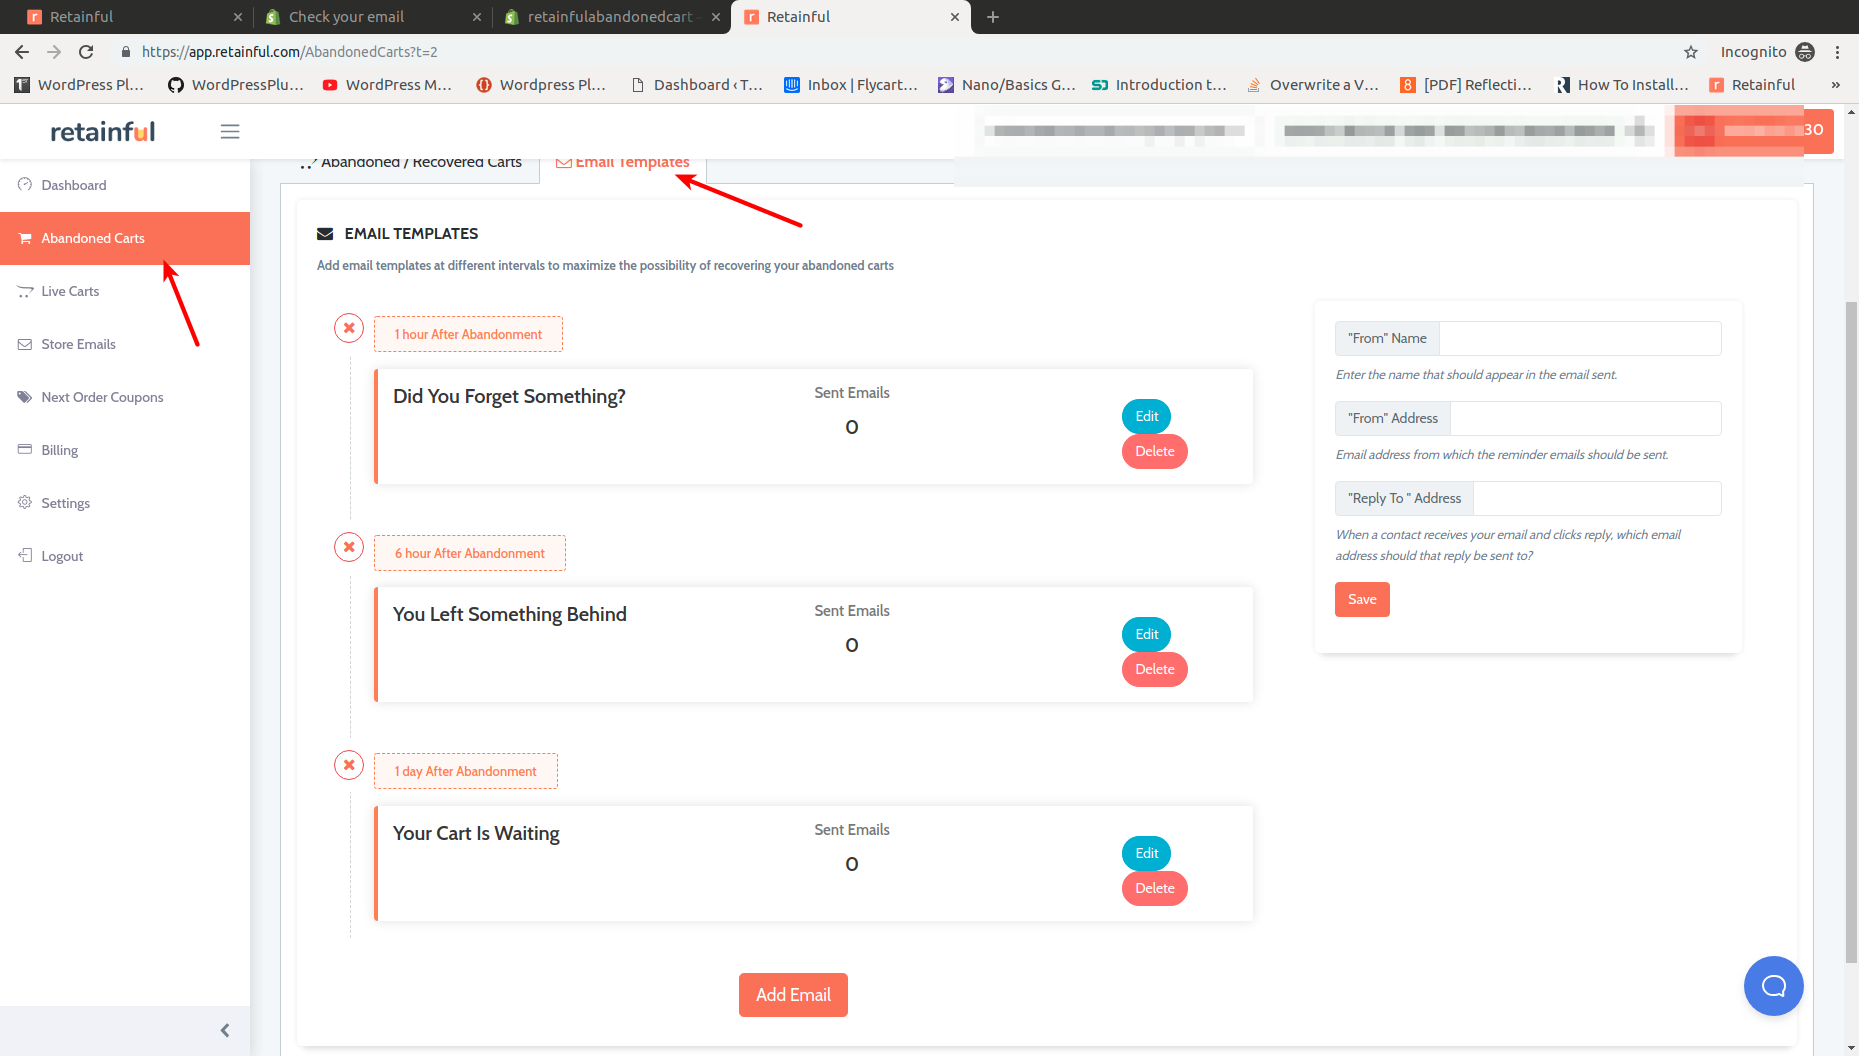 Retainful
Check your email
retainfulabandonedcart
Retainful
https://app.retainful.com/AbandonedCarts?t=2
Incognito
WordPress Pl...
WordPressPlu...
WordPress M...
Wordpress Pl...
Dashboard ‹ T...
Inbox | Flycart...
Nano/Basics G...
Introduction t...
Overwrite a V...
[PDF] Reflecti...
How To Install...
Retainful
»
retainful
30
Abandoned / Recovered Carts
Email Templates
Dashboard
Abandoned Carts
Live Carts
Store Emails
Next Order Coupons
Billing
Settings
Logout
EMAIL TEMPLATES
Add email templates at different intervals to maximize the possibility of recovering your abandoned carts
1 hour After Abandonment
Did You Forget Something?
Sent Emails
0
Edit
Delete
6 hour After Abandonment
You Left Something Behind
Sent Emails
0
Edit
Delete
1 day After Abandonment
Your Cart Is Waiting
Sent Emails
0
Edit
Delete
Add Email
"From" Name
Enter the name that should appear in the email sent.
"From" Address
Email address from which the reminder emails should be sent.
"Reply To " Address
When a contact receives your email and clicks reply, which email
address should that reply be sent to?
Save